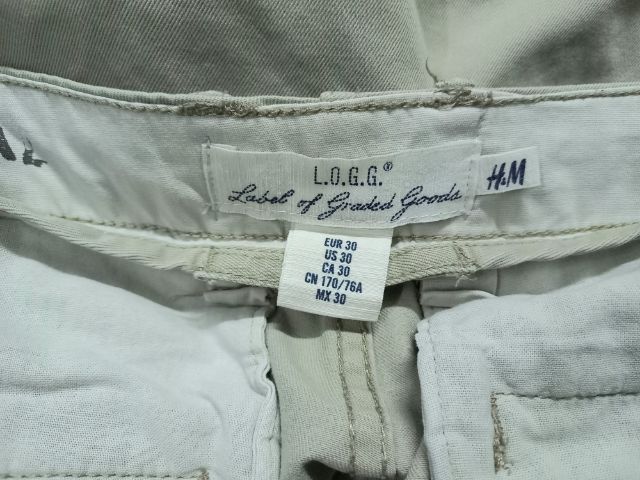 L.O.G.G.®
Label of Graded Goods
H&M
EUR 30
US 30
CA 30
CN 170/76A
MX 30